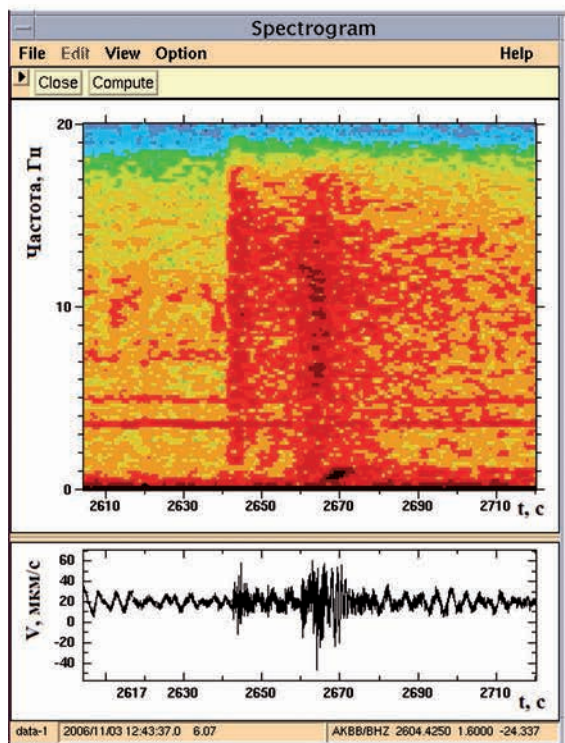 Spectrogram
File Edit View Option Help
Close Compute
20
Частота, Гц
10
0
2610 2630 2650 2670 2690 2710 t, c
60
40
20
0
-20
-40
V, мкм/с
2617 2630 2650 2670 2690 2710 t, c
data-1 2006/11/03 12:43:37.0 6.07 AKBB/BHZ 2604.4250 1.6000 -24.337